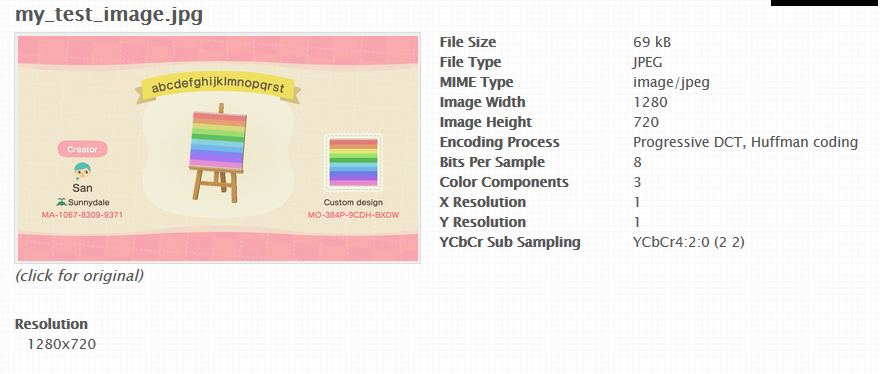 my_test_image.jpg
abcdefghijklmnopqrst
Creator
San
Sunnydale
MA-1067-8309-9371
Custom design
MO-384P-9CDH-BXDW
(click for original)
Resolution
1280x720
File Size 69 kB
File Type JPEG
MIME Type image/jpeg
Image Width 1280
Image Height 720
Encoding Process Progressive DCT, Huffman coding
Bits Per Sample 8
Color Components 3
X Resolution 1
Y Resolution 1
YCbCr Sub Sampling YCbCr4:2:0 (2 2)